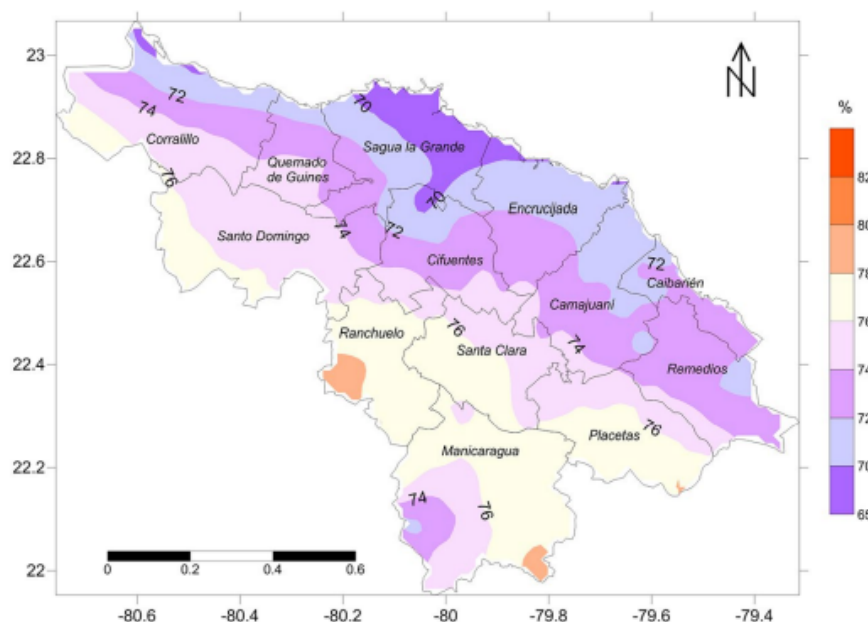 23
22.8
22.6
22.4
22.2
22
-80.6
-80.4
-80.2
-80
-79.8
-79.6
-79.4
N
%
82
80
78
76
74
72
70
65
72
74
Corralillo
76
Quemado
de Guines
70
Sagua la Grande
70
72
74
Santo Domingo
Encrucijada
Cifuentes
72
Caibarién
Camajuaní
Ranchuelo
76
Santa Clara
74
Remedios
Placetas
76
Manicaragua
74
76
0
0.2
0.4
0.6